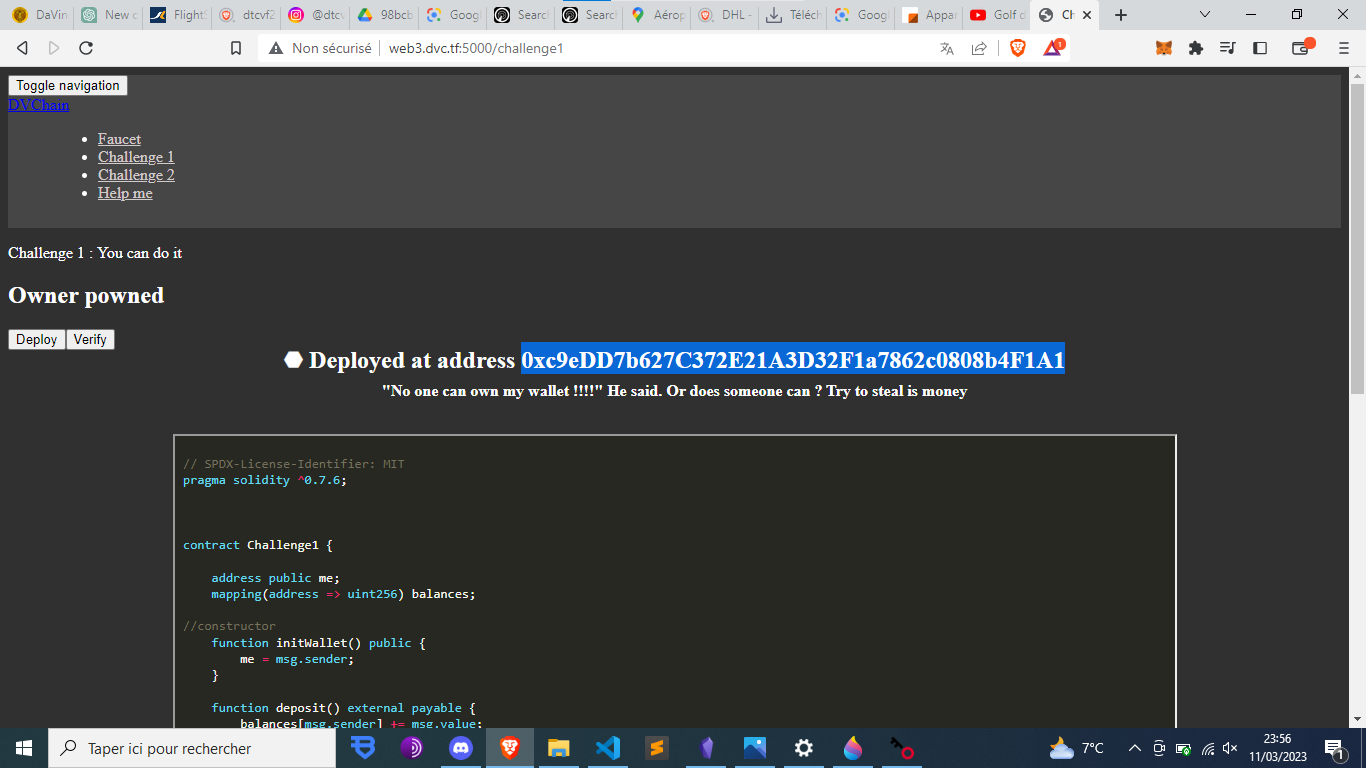 DaVin
New c
FlightS
dtcvf2
@dtcv
98bcb
Goog
Searc
Searc
Aérop
DHL -
Téléch
Goog
Appar
Golf d
Ch
Non sécurisé
web3.dvc.tf:5000/challenge1
1
Toggle navigation
DVChain
Faucet
Challenge 1
Challenge 2
Help me
Challenge 1 : You can do it
Owner powned
Deploy Verify
Deployed at address 0xc9eDD7b627C372E21A3D32F1a7862c0808b4F1A1
"No one can own my wallet !!!!" He said. Or does someone can ? Try to steal is money
// SPDX-License-Identifier: MIT
pragma solidity ^0.7.6;
contract Challenge1 {
address public me;
mapping(address => uint256) balances;
//constructor
function initWallet() public {
me = msg.sender;
}
function deposit() external payable {
balances[msg.sender] += msg.value;
Taper ici pour rechercher
7°C
23:56
11/03/2023
1